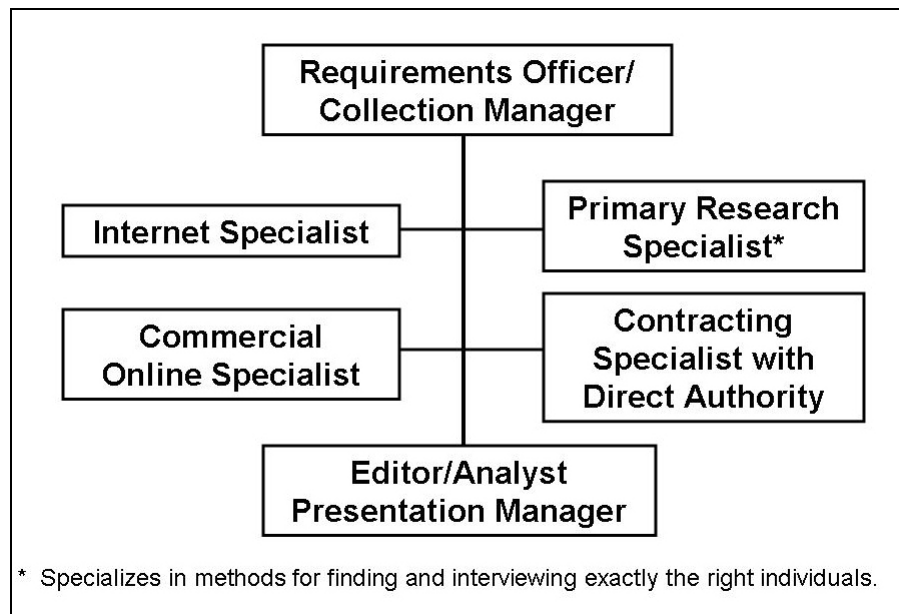 Requirements Officer/
Collection Manager
Internet Specialist
Primary Research
Specialist*
Commercial
Online Specialist
Contracting
Specialist with
Direct Authority
Editor/Analyst
Presentation Manager
* Specializes in methods for finding and interviewing exactly the right individuals.